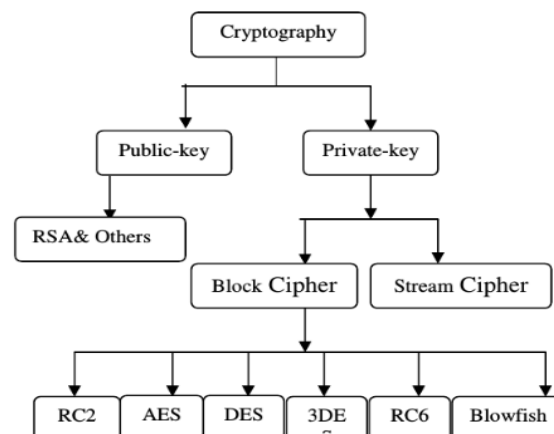 Cryptography
Public-key
Private-key
RSA& Others
Block Cipher
Stream Cipher
RC2
AES
DES
3DE
S
RC6
Blowfish